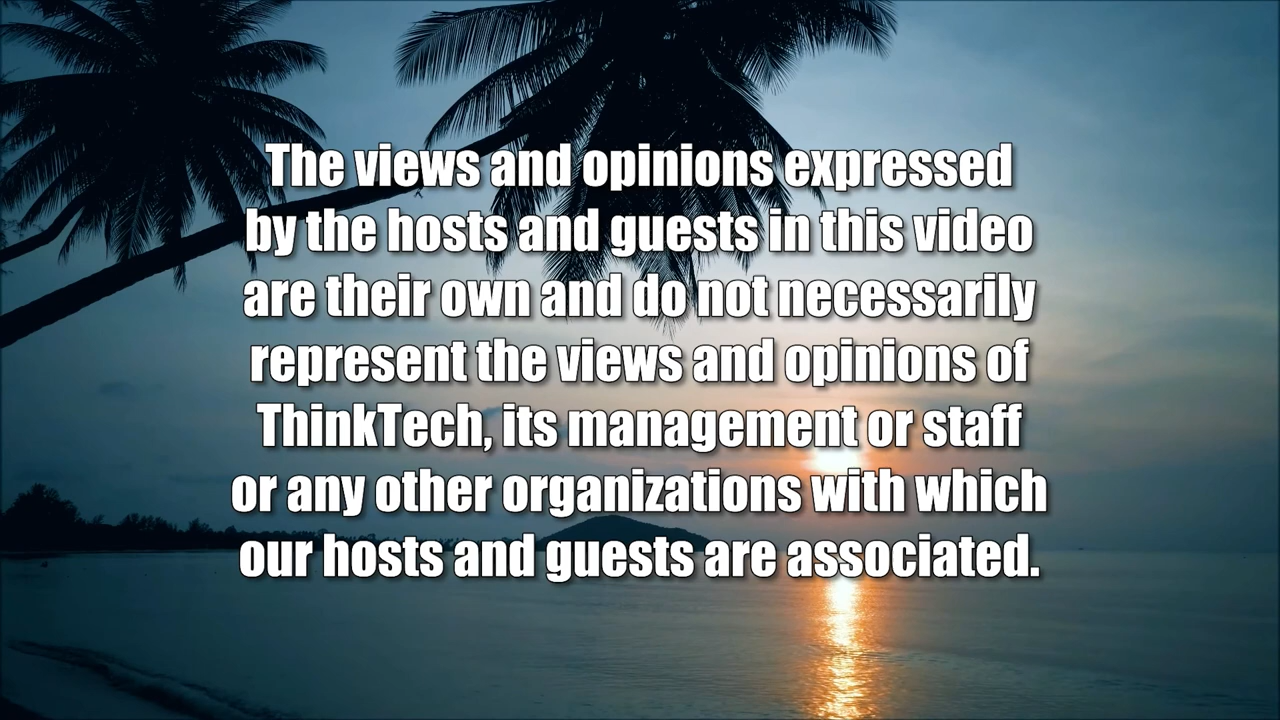 The views and opinions expressed
by the hosts and guests in this video
are their own and do not necessarily
represent the views and opinions of
ThinkTech, its management or staff
or any other organizations with which
our hosts and guests are associated.